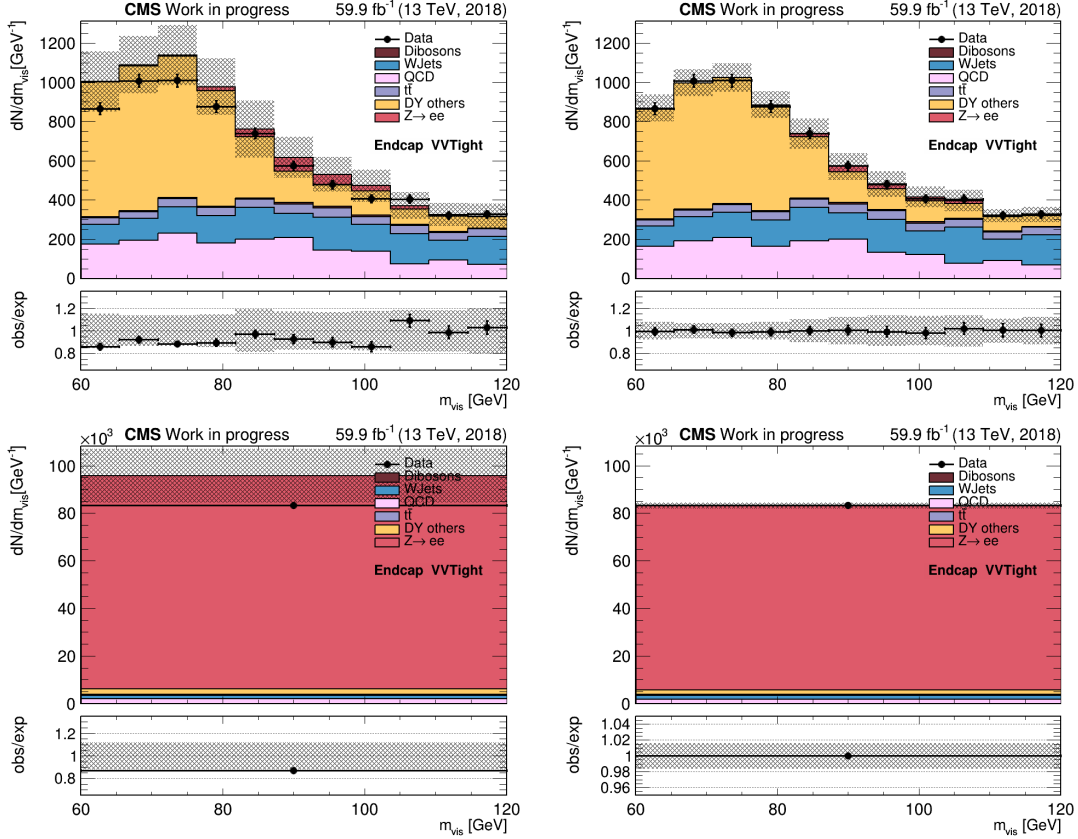 CMS Work in progress 59.9 fb⁻¹ (13 TeV, 2018)
dN/dm_vis [GeV⁻¹]
1200
1000
800
600
400
200
0
Data
Dibosons
WJets
QCD
tt̄
DY others
Z→ ee
Endcap VVTight
obs/exp
1.2
1
0.8
60 80 100 120
m_vis [GeV]
CMS Work in progress 59.9 fb⁻¹ (13 TeV, 2018)
dN/dm_vis [GeV⁻¹]
1200
1000
800
600
400
200
0
Data
Dibosons
WJets
QCD
tt̄
DY others
Z→ ee
Endcap VVTight
obs/exp
1.2
1
0.8
60 80 100 120
m_vis [GeV]
×10³ CMS Work in progress 59.9 fb⁻¹ (13 TeV, 2018)
dN/dm_vis [GeV⁻¹]
100
80
60
40
20
0
Data
Dibosons
WJets
QCD
tt̄
DY others
Z→ ee
Endcap VVTight
obs/exp
1.2
1
0.8
60 80 100 120
m_vis [GeV]
×10³ CMS Work in progress 59.9 fb⁻¹ (13 TeV, 2018)
dN/dm_vis [GeV⁻¹]
100
80
60
40
20
0
Data
Dibosons
WJets
QCD
tt̄
DY others
Z→ ee
Endcap VVTight
obs/exp
1.04
1.02
1
0.98
0.96
60 80 100 120
m_vis [GeV]